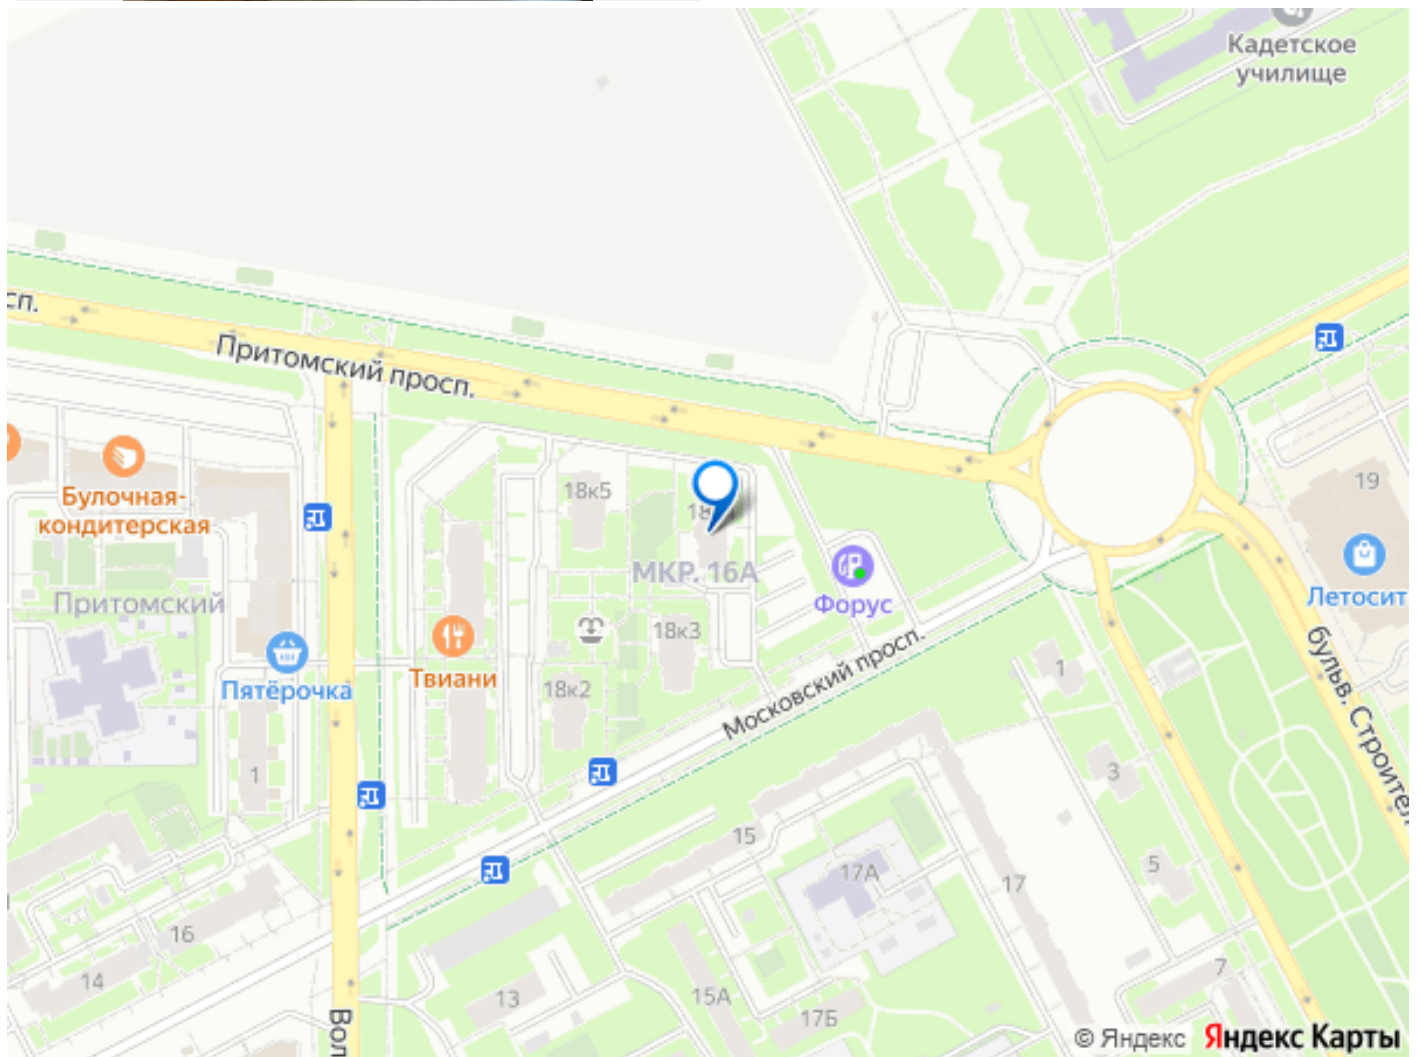 Кадетское
училище
сп.
Притомский просп.
19
18к5
Булочная-
кондитерская
МКР. 16А
Форус
Летосит
Притомский
18к3
Твиани
Пятёрочка
18к2
Московский просп.
1
бульв. Строител
1
3
15
5
17А
17
16
14
13
15А
17Б
7
Вол
© Яндекс Яндекс Карты